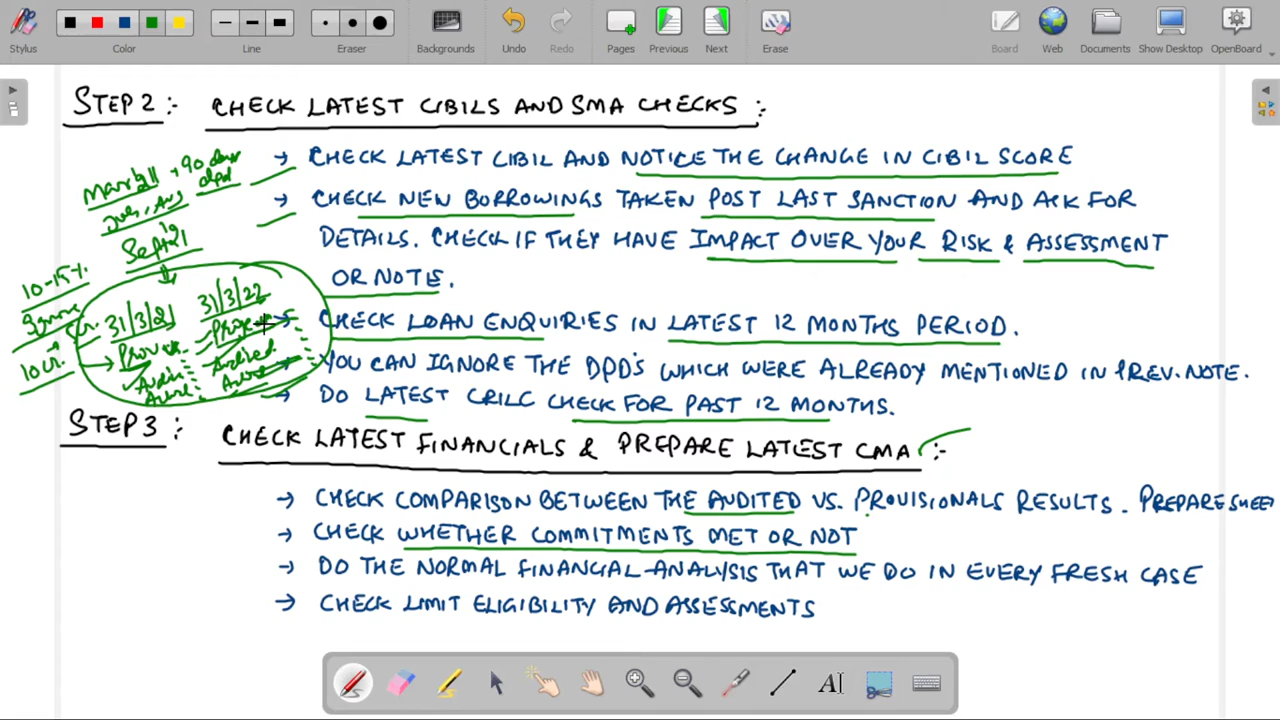 Stylus
Color
Line
Eraser
Backgrounds
Undo
Redo
Pages
Previous
Next
Erase
Board
Web
Documents
Show Desktop
OpenBoard
STEP 2 :- CHECK LATEST CIBILS AND SMA CHECKS :-
→ CHECK LATEST CIBIL AND NOTICE THE CHANGE IN CIBIL SCORE
→ CHECK NEW BORROWINGS TAKEN POST LAST SANCTION AND ASK FOR
DETAILS. CHECK IF THEY HAVE IMPACT OVER YOUR RISK & ASSESSMENT
OR NOTE.
→ CHECK LOAN ENQUIRIES IN LATEST 12 MONTHS PERIOD.
→ YOU CAN IGNORE THE DPD'S WHICH WERE ALREADY MENTIONED IN PREV. NOTE.
→ DO LATEST CRILC CHECK FOR PAST 12 MONTHS.
90 days
dpd
10-15%
31/3/21
31/3/22
Audited
10 cr.
STEP 3 :- CHECK LATEST FINANCIALS & PREPARE LATEST CMA :-
→ CHECK COMPARISON BETWEEN THE AUDITED VS. PROVISIONALS RESULTS. PREPARE SHEET
→ CHECK WHETHER COMMITMENTS MET OR NOT
→ DO THE NORMAL FINANCIAL ANALYSIS THAT WE DO IN EVERY FRESH CASE
→ CHECK LIMIT ELIGIBILITY AND ASSESSMENTS